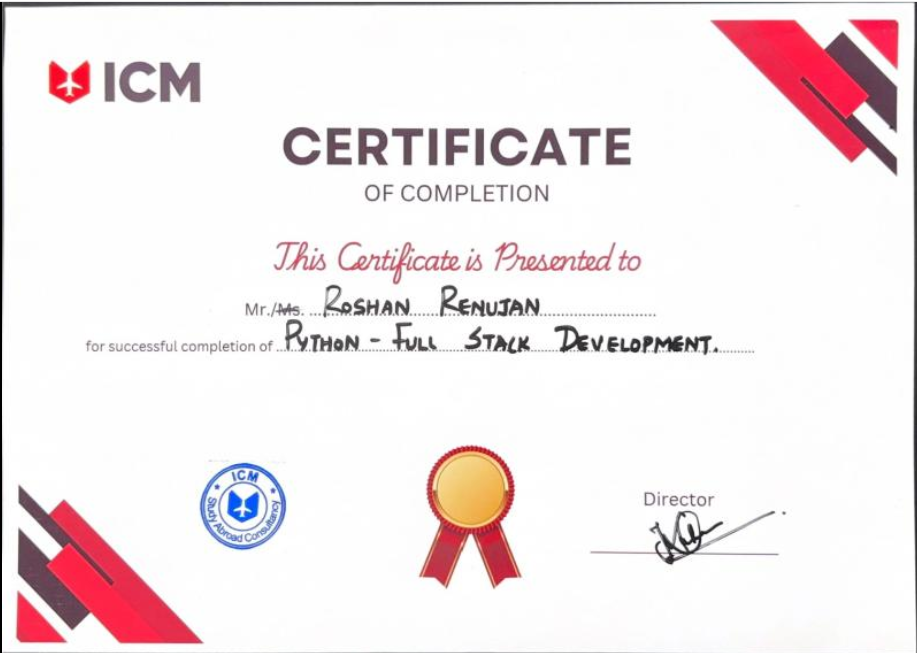 ICM
CERTIFICATE
OF COMPLETION
This Certificate is Presented to
Mr./Ms. ROSHAN RENUJAN
for successful completion of PYTHON - FULL STACK DEVELOPMENT.
ICM
Study Abroad Consultancy
Director